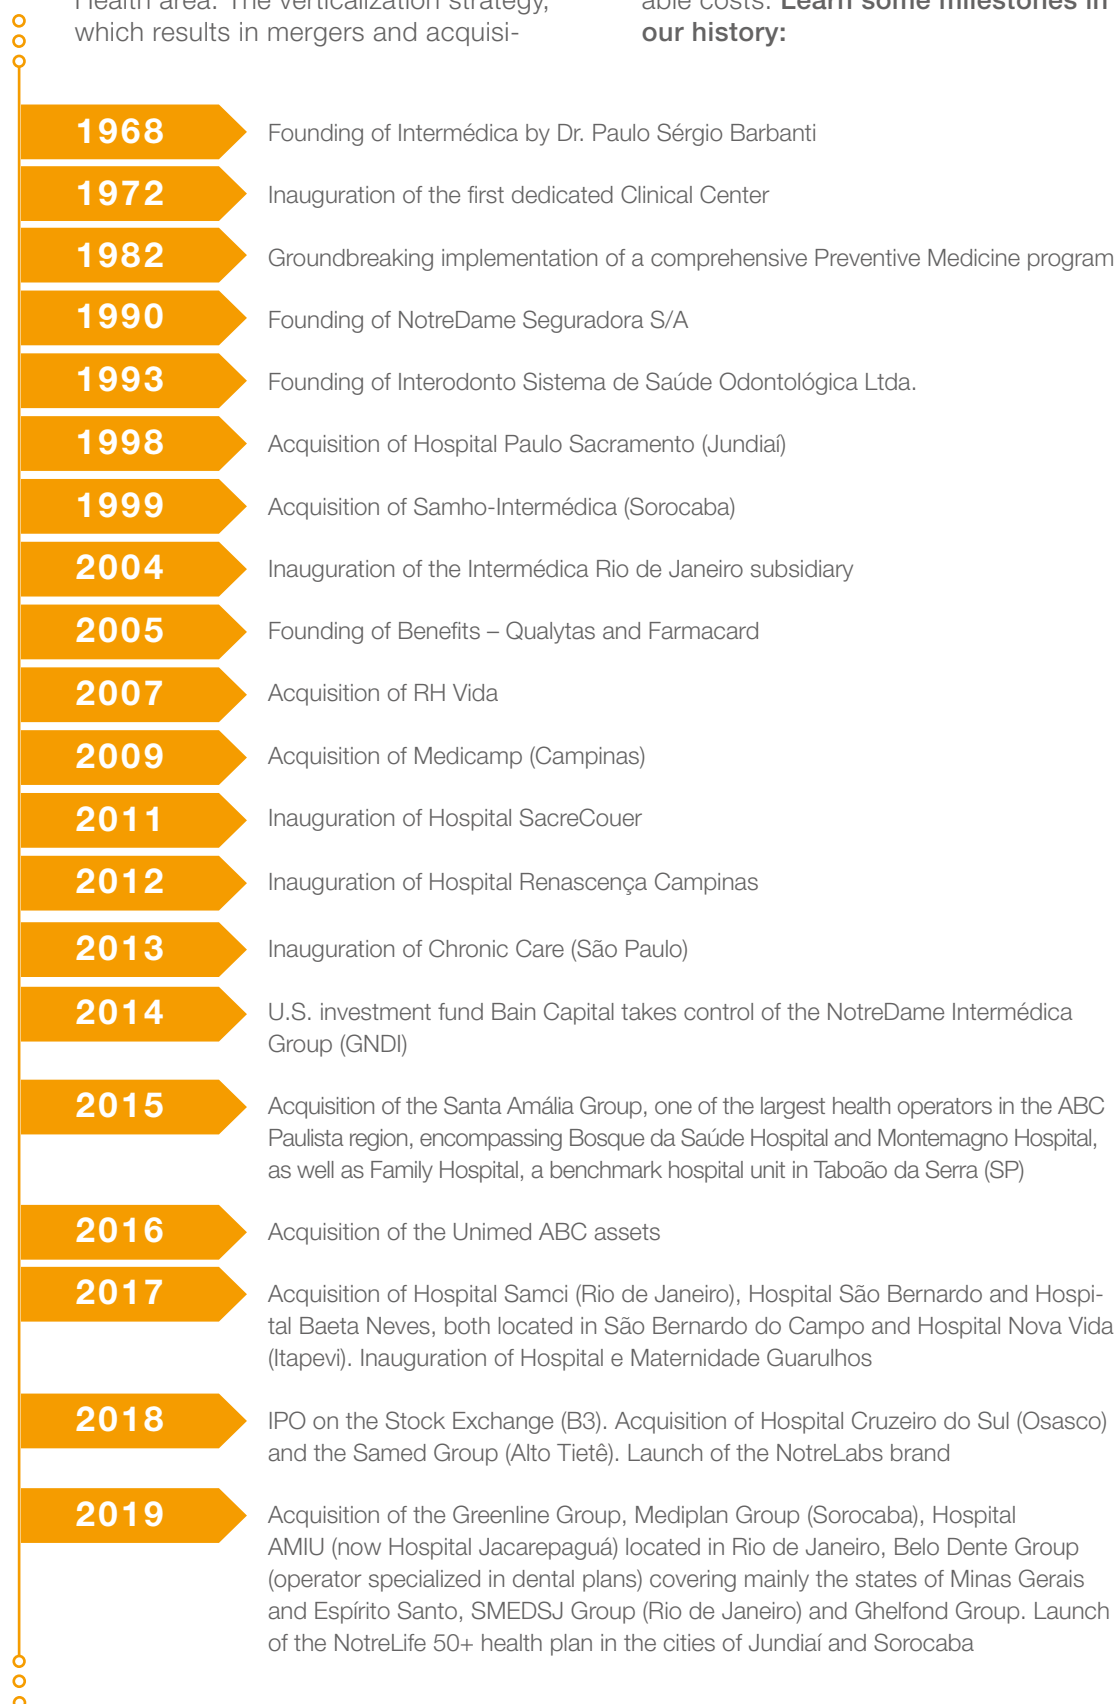 Health area. The verticalization strategy,
which results in mergers and acquisi-
able costs. Learn some milestones in
our history:
1968
Founding of Intermédica by Dr. Paulo Sérgio Barbanti
1972
Inauguration of the first dedicated Clinical Center
1982
Groundbreaking implementation of a comprehensive Preventive Medicine program
1990
Founding of NotreDame Seguradora S/A
1993
Founding of Interodonto Sistema de Saúde Odontológica Ltda.
1998
Acquisition of Hospital Paulo Sacramento (Jundiaí)
1999
Acquisition of Samho-Intermédica (Sorocaba)
2004
Inauguration of the Intermédica Rio de Janeiro subsidiary
2005
Founding of Benefits – Qualytas and Farmacard
2007
Acquisition of RH Vida
2009
Acquisition of Medicamp (Campinas)
2011
Inauguration of Hospital SacreCouer
2012
Inauguration of Hospital Renascença Campinas
2013
Inauguration of Chronic Care (São Paulo)
2014
U.S. investment fund Bain Capital takes control of the NotreDame Intermédica
Group (GNDI)
2015
Acquisition of the Santa Amália Group, one of the largest health operators in the ABC
Paulista region, encompassing Bosque da Saúde Hospital and Montemagno Hospital,
as well as Family Hospital, a benchmark hospital unit in Taboão da Serra (SP)
2016
Acquisition of the Unimed ABC assets
2017
Acquisition of Hospital Samci (Rio de Janeiro), Hospital São Bernardo and Hospi-
tal Baeta Neves, both located in São Bernardo do Campo and Hospital Nova Vida
(Itapevi). Inauguration of Hospital e Maternidade Guarulhos
2018
IPO on the Stock Exchange (B3). Acquisition of Hospital Cruzeiro do Sul (Osasco)
and the Samed Group (Alto Tietê). Launch of the NotreLabs brand
2019
Acquisition of the Greenline Group, Mediplan Group (Sorocaba), Hospital
AMIU (now Hospital Jacarepaguá) located in Rio de Janeiro, Belo Dente Group
(operator specialized in dental plans) covering mainly the states of Minas Gerais
and Espírito Santo, SMEDSJ Group (Rio de Janeiro) and Ghelfond Group. Launch
of the NotreLife 50+ health plan in the cities of Jundiaí and Sorocaba